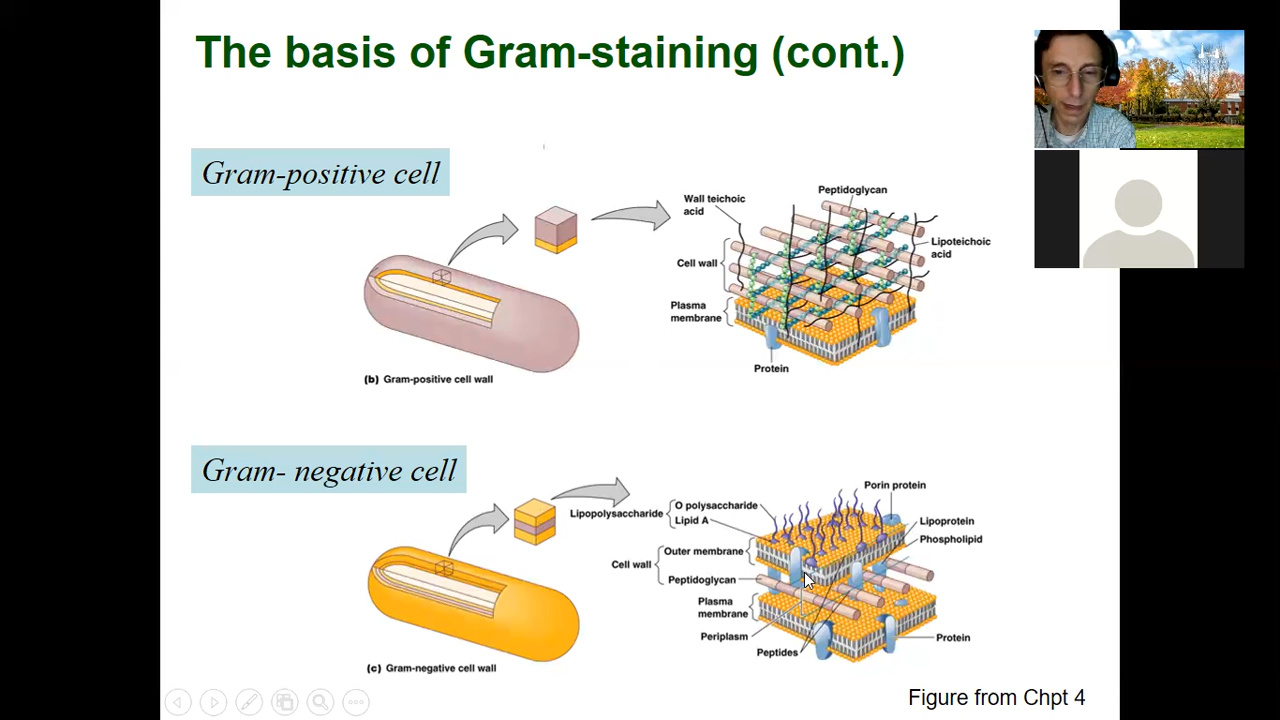 The basis of Gram-staining (cont.)
Gram-positive cell
Wall teichoic
acid
Peptidoglycan
Lipoteichoic
acid
Cell wall
Plasma
membrane
Protein
(b) Gram-positive cell wall
Gram- negative cell
Porin protein
Lipopolysaccharide
O polysaccharide
Lipid A
Lipoprotein
Phospholipid
Cell wall
Outer membrane
Peptidoglycan
Plasma
membrane
Periplasm
Peptides
Protein
(c) Gram-negative cell wall
Figure from Chpt 4